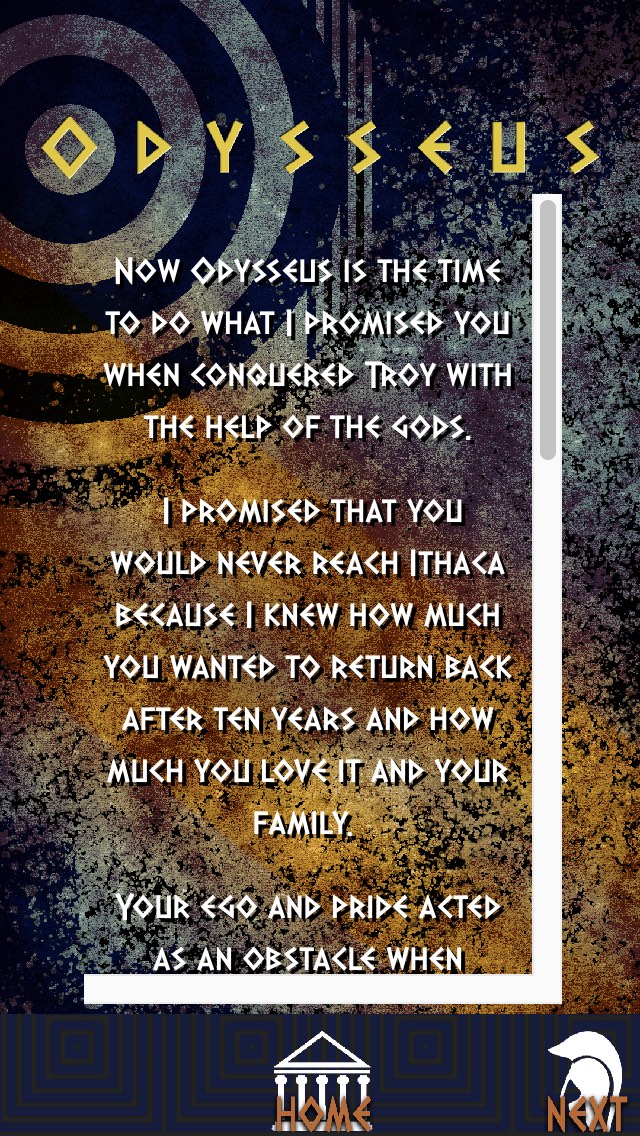 Odysseus
Now Odysseus is the time
to do what I promised you
when conquered Troy with
the help of the gods.
I promised that you
would never reach Ithaca
because I knew how much
you wanted to return back
after ten years and how
much you love it and your
family.
Your ego and pride acted
as an obstacle when
HOME
NEXT